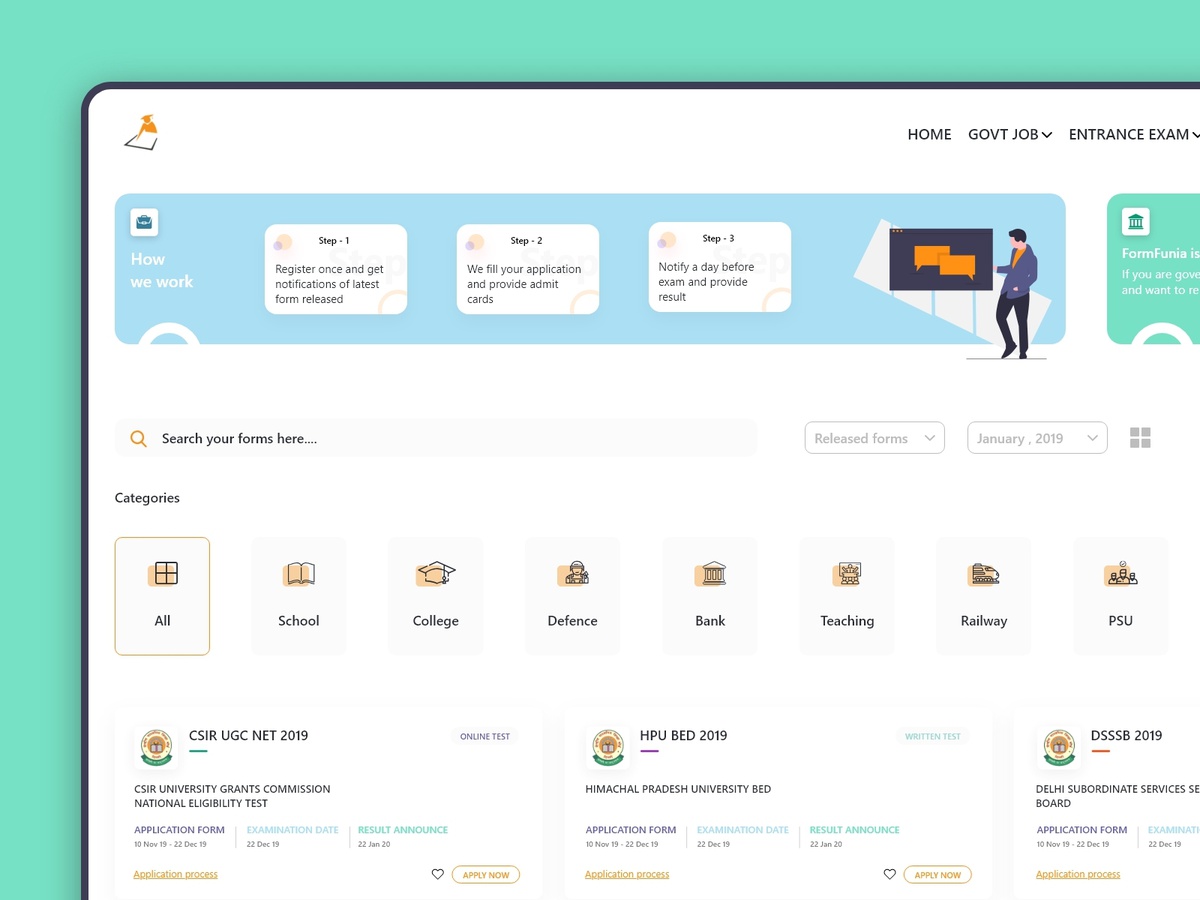 HOME GOVT JOB ENTRANCE EXAM
How
we work
Step - 1
Step
Register once and get
notifications of latest
form released
Step - 2
Step
We fill your application
and provide admit
cards
Step - 3
Step
Notify a day before
exam and provide
result
FormFunia is
If you are gove
and want to re
Search your forms here....
Released forms
January , 2019
Categories
All
School
College
Defence
Bank
Teaching
Railway
PSU
CSIR UGC NET 2019
ONLINE TEST
CSIR UNIVERSITY GRANTS COMMISSION
NATIONAL ELIGIBILITY TEST
APPLICATION FORM EXAMINATION DATE RESULT ANNOUNCE
10 Nov 19 - 22 Dec 19 22 Dec 19 22 Jan 20
Application process
APPLY NOW
HPU BED 2019
WRITTEN TEST
HIMACHAL PRADESH UNIVERSITY BED
APPLICATION FORM EXAMINATION DATE RESULT ANNOUNCE
10 Nov 19 - 22 Dec 19 22 Dec 19 22 Jan 20
Application process
APPLY NOW
DSSSB 2019
DELHI SUBORDINATE SERVICES SE
BOARD
APPLICATION FORM EXAMINATI
10 Nov 19 - 22 Dec 19 22 Dec 19
Application process